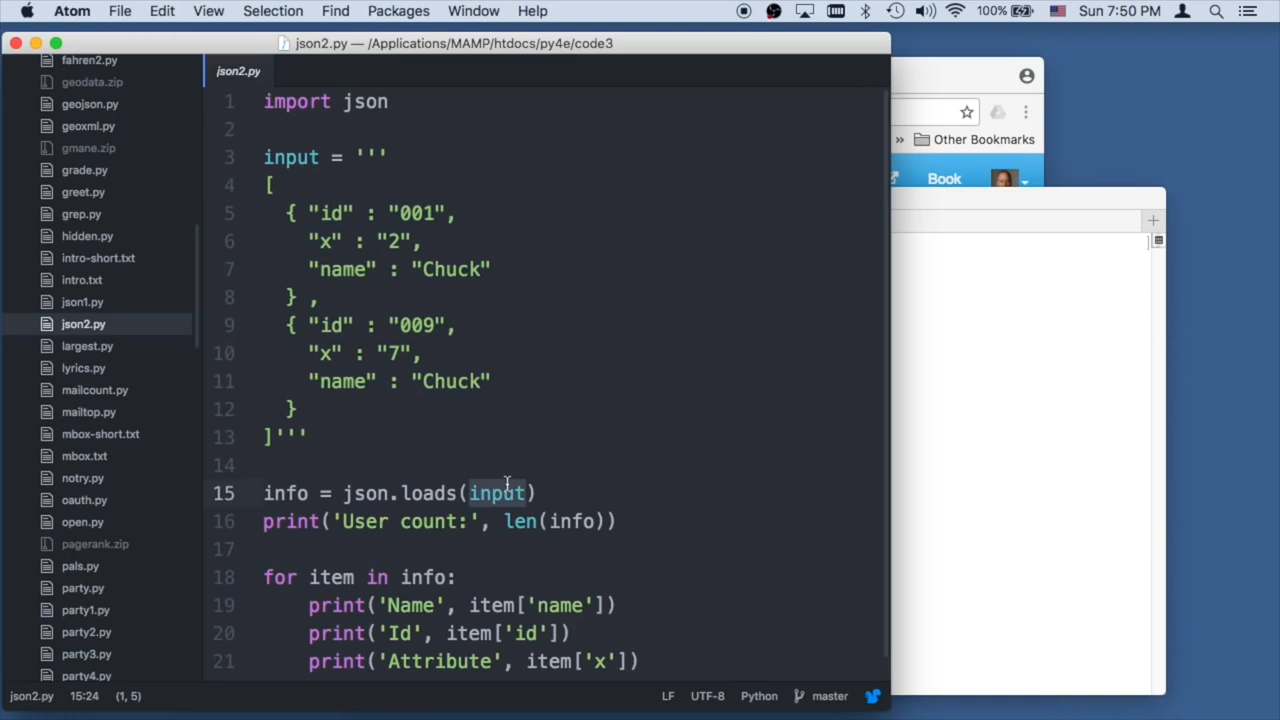 Atom File Edit View Selection Find Packages Window Help 100% Sun 7:50 PM
json2.py — /Applications/MAMP/htdocs/py4e/code3
fahren2.py
geodata.zip
geojson.py
geoxml.py
gmane.zip
grade.py
greet.py
grep.py
hidden.py
intro-short.txt
intro.txt
json1.py
json2.py
largest.py
lyrics.py
mailcount.py
mailtop.py
mbox-short.txt
mbox.txt
notry.py
oauth.py
open.py
pagerank.zip
pals.py
party.py
party1.py
party2.py
party3.py
party4.py
json2.py
1 import json
2
3 input = '''
4 [
5 { "id" : "001",
6 "x" : "2",
7 "name" : "Chuck"
8 } ,
9 { "id" : "009",
10 "x" : "7",
11 "name" : "Chuck"
12 }
13 ]'''
14
15 info = json.loads(input)
16 print('User count:', len(info))
17
18 for item in info:
19 print('Name', item['name'])
20 print('Id', item['id'])
21 print('Attribute', item['x'])
json2.py 15:24 (1, 5) LF UTF-8 Python master
» Other Bookmarks
Book